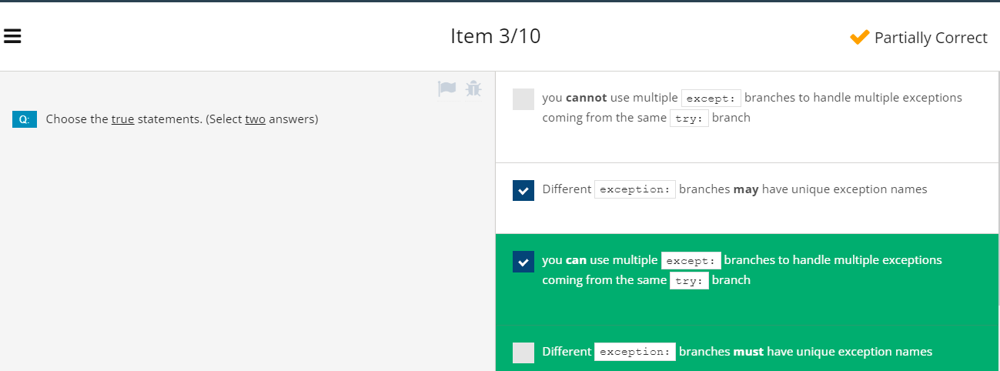 Item 3/10
Partially Correct
Q: Choose the true statements. (Select two answers)
you cannot use multiple except: branches to handle multiple exceptions
coming from the same try: branch
Different exception: branches may have unique exception names
you can use multiple except: branches to handle multiple exceptions
coming from the same try: branch
Different exception: branches must have unique exception names